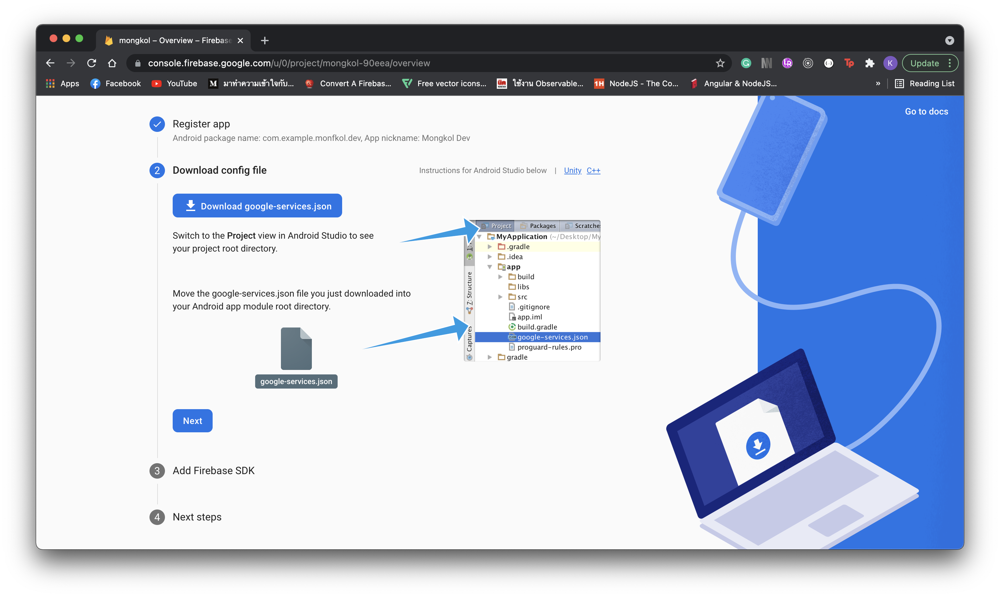 mongkol – Overview – Firebase
console.firebase.google.com/u/0/project/mongkol-90eea/overview
K
Update
Apps
Facebook
YouTube
มาทำความเข้าใจกับ...
Convert A Firebas...
Free vector icons...
ใช้งาน Observable...
NodeJS - The Co...
Angular & NodeJS...
»
Reading List
Go to docs
Register app
Android package name: com.example.monfkol.dev, App nickname: Mongkol Dev
2 Download config file
Instructions for Android Studio below | Unity C++
Download google-services.json
Switch to the Project view in Android Studio to see
your project root directory.
Move the google-services.json file you just downloaded into
your Android app module root directory.
google-services.json
Project Packages Scratches
MyApplication (~/Desktop/My
.gradle
.idea
app
build
libs
src
.gitignore
app.iml
build.gradle
google-services.json
proguard-rules.pro
gradle
1:
Z: Structure
Captures
Next
3 Add Firebase SDK
4 Next steps